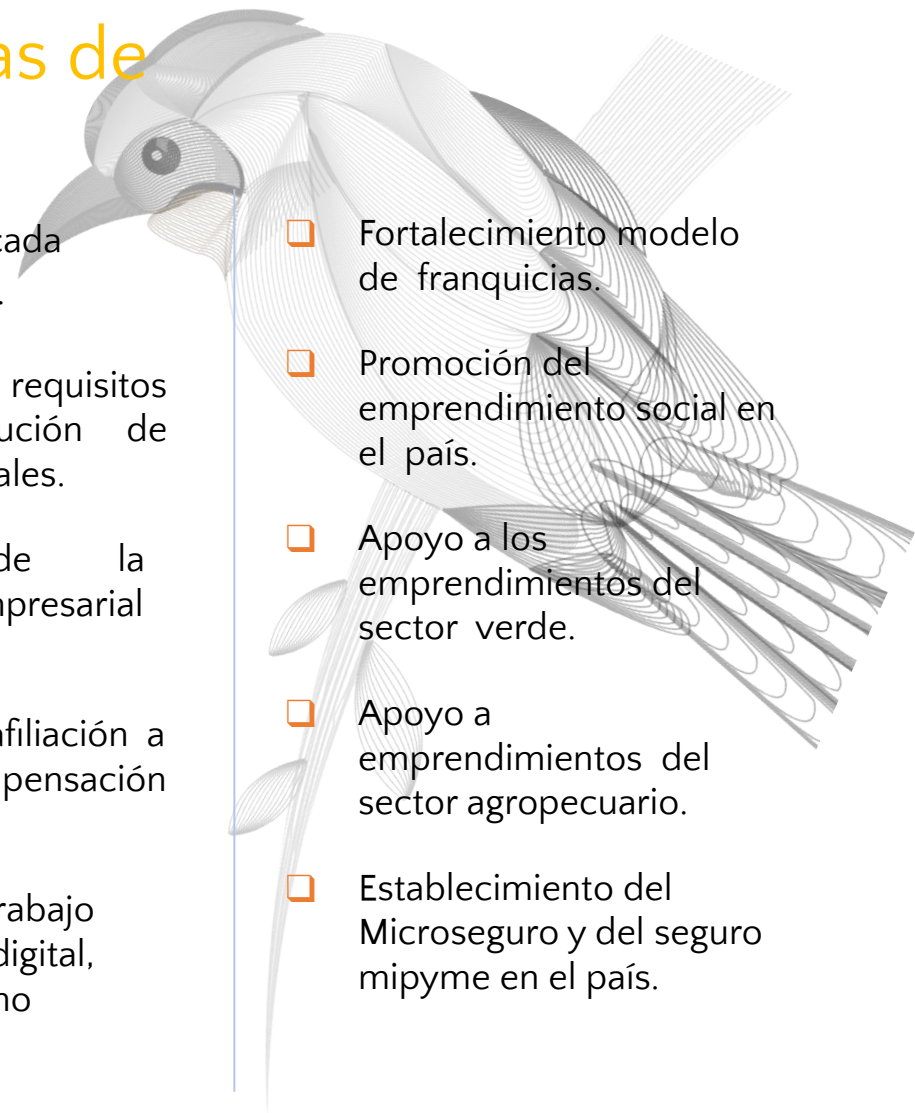 as de
cada
.
requisitos
ución de
ales.
de la
mpresarial
afiliación a
pensación
rabajo
digital,
no
Fortalecimiento modelo
de franquicias.
Promoción del
emprendimiento social en
el país.
Apoyo a los
emprendimientos del
sector verde.
Apoyo a
emprendimientos del
sector agropecuario.
Establecimiento del
Microseguro y del seguro
mipyme en el país.